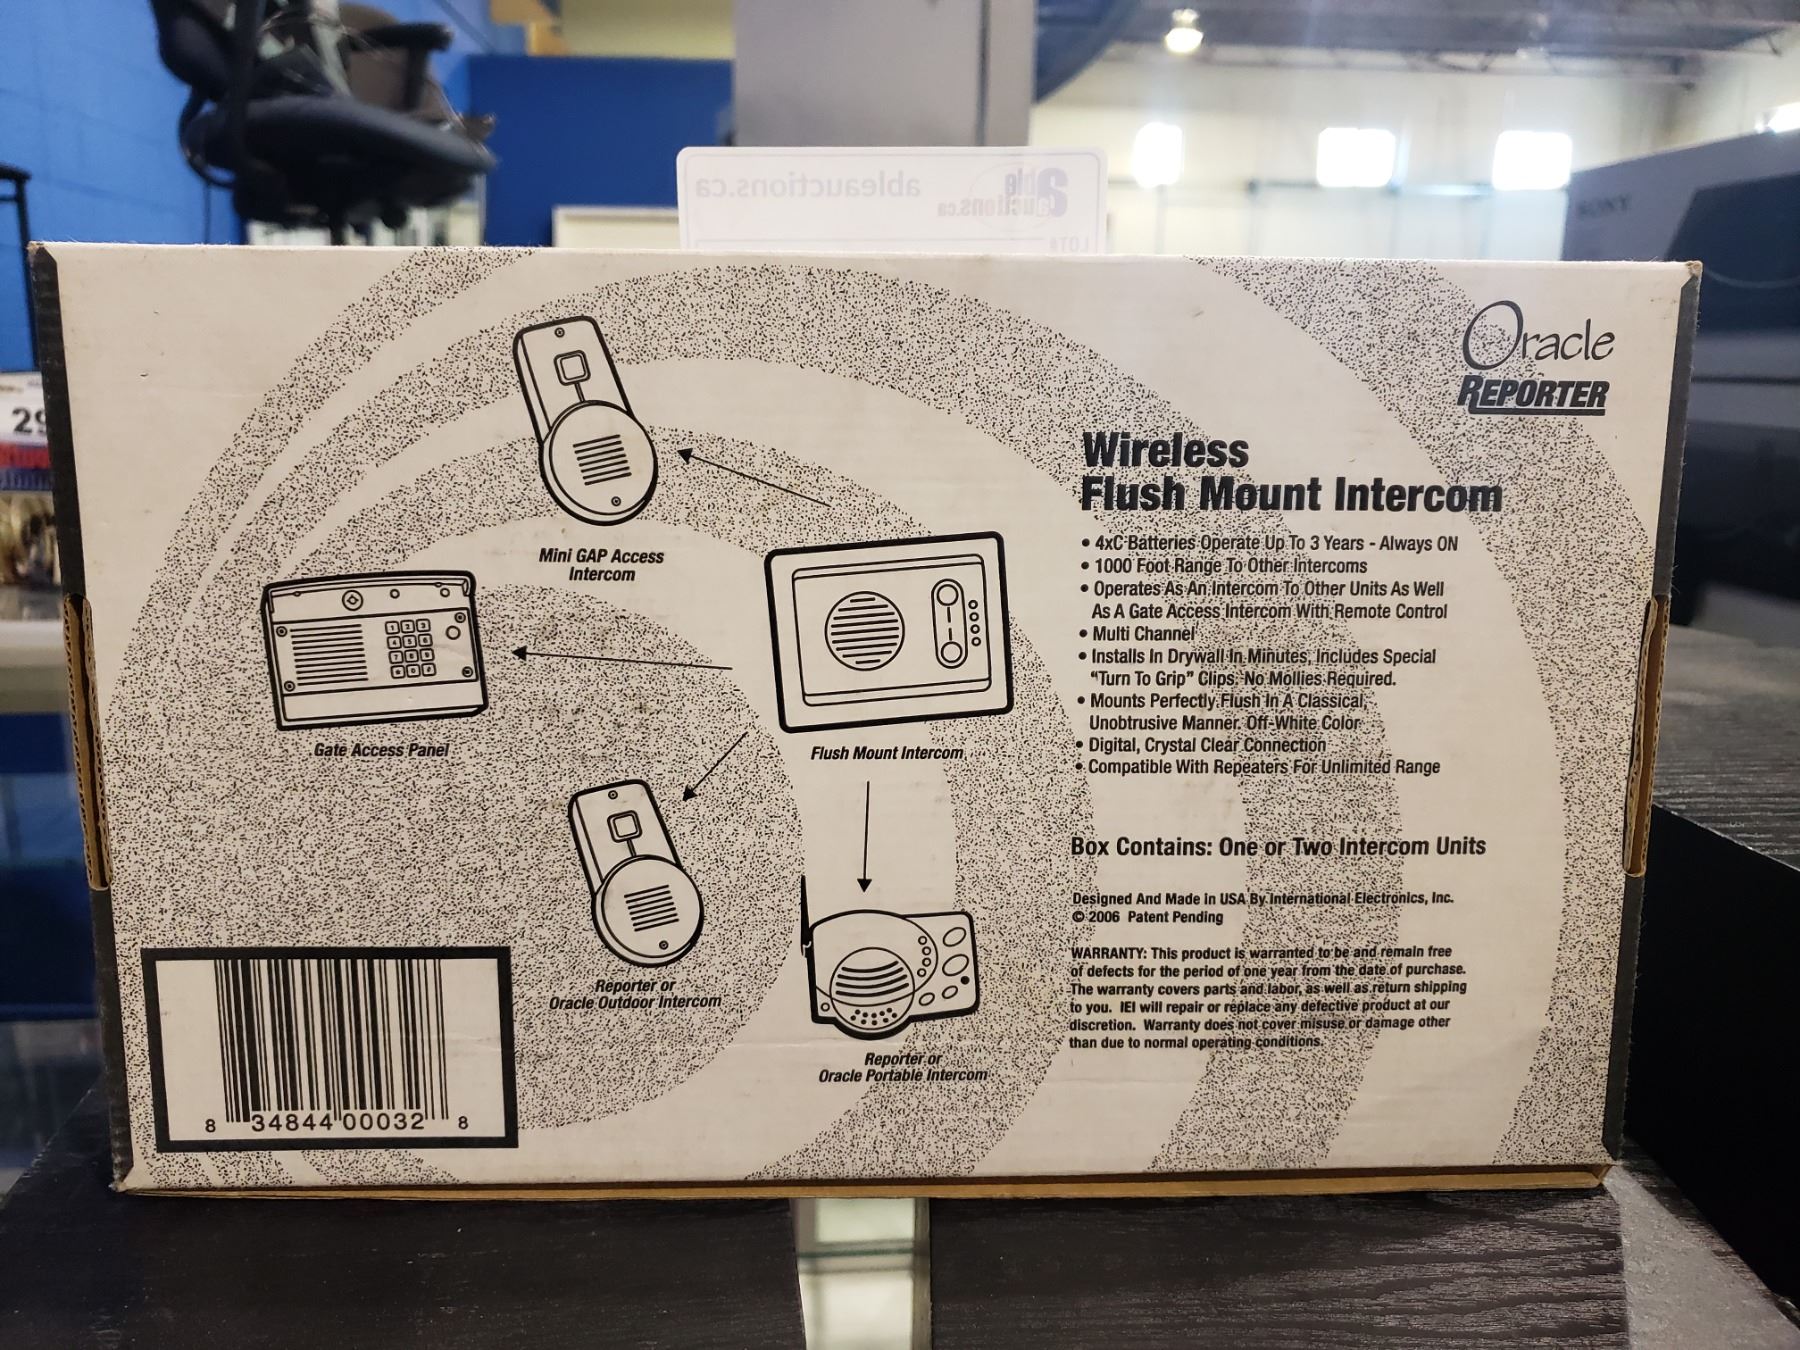 ableauctions.ca
able
auctions.ca
LOT#
SONY
29
Oracle
REPORTER
Wireless
Flush Mount Intercom
• 4xC Batteries Operate Up To 3 Years - Always ON
• 1000 Foot Range To Other Intercoms
• Operates As An Intercom To Other Units As Well
As A Gate Access Intercom With Remote Control
• Multi Channel
• Installs In Drywall In Minutes, Includes Special
"Turn To Grip" Clips. No Mollies Required.
• Mounts Perfectly Flush In A Classical,
Unobtrusive Manner. Off-White Color
• Digital, Crystal Clear Connection
• Compatible With Repeaters For Unlimited Range
Box Contains: One or Two Intercom Units
Designed And Made In USA By International Electronics, Inc.
© 2006 Patent Pending
WARRANTY: This product is warranted to be and remain free
of defects for the period of one year from the date of purchase.
The warranty covers parts and labor, as well as return shipping
to you. IEI will repair or replace any defective product at our
discretion. Warranty does not cover misuse or damage other
than due to normal operating conditions.
Mini GAP Access
Intercom
Gate Access Panel
Flush Mount Intercom
Reporter or
Oracle Outdoor Intercom
Reporter or
Oracle Portable Intercom
8 34844 00032 8